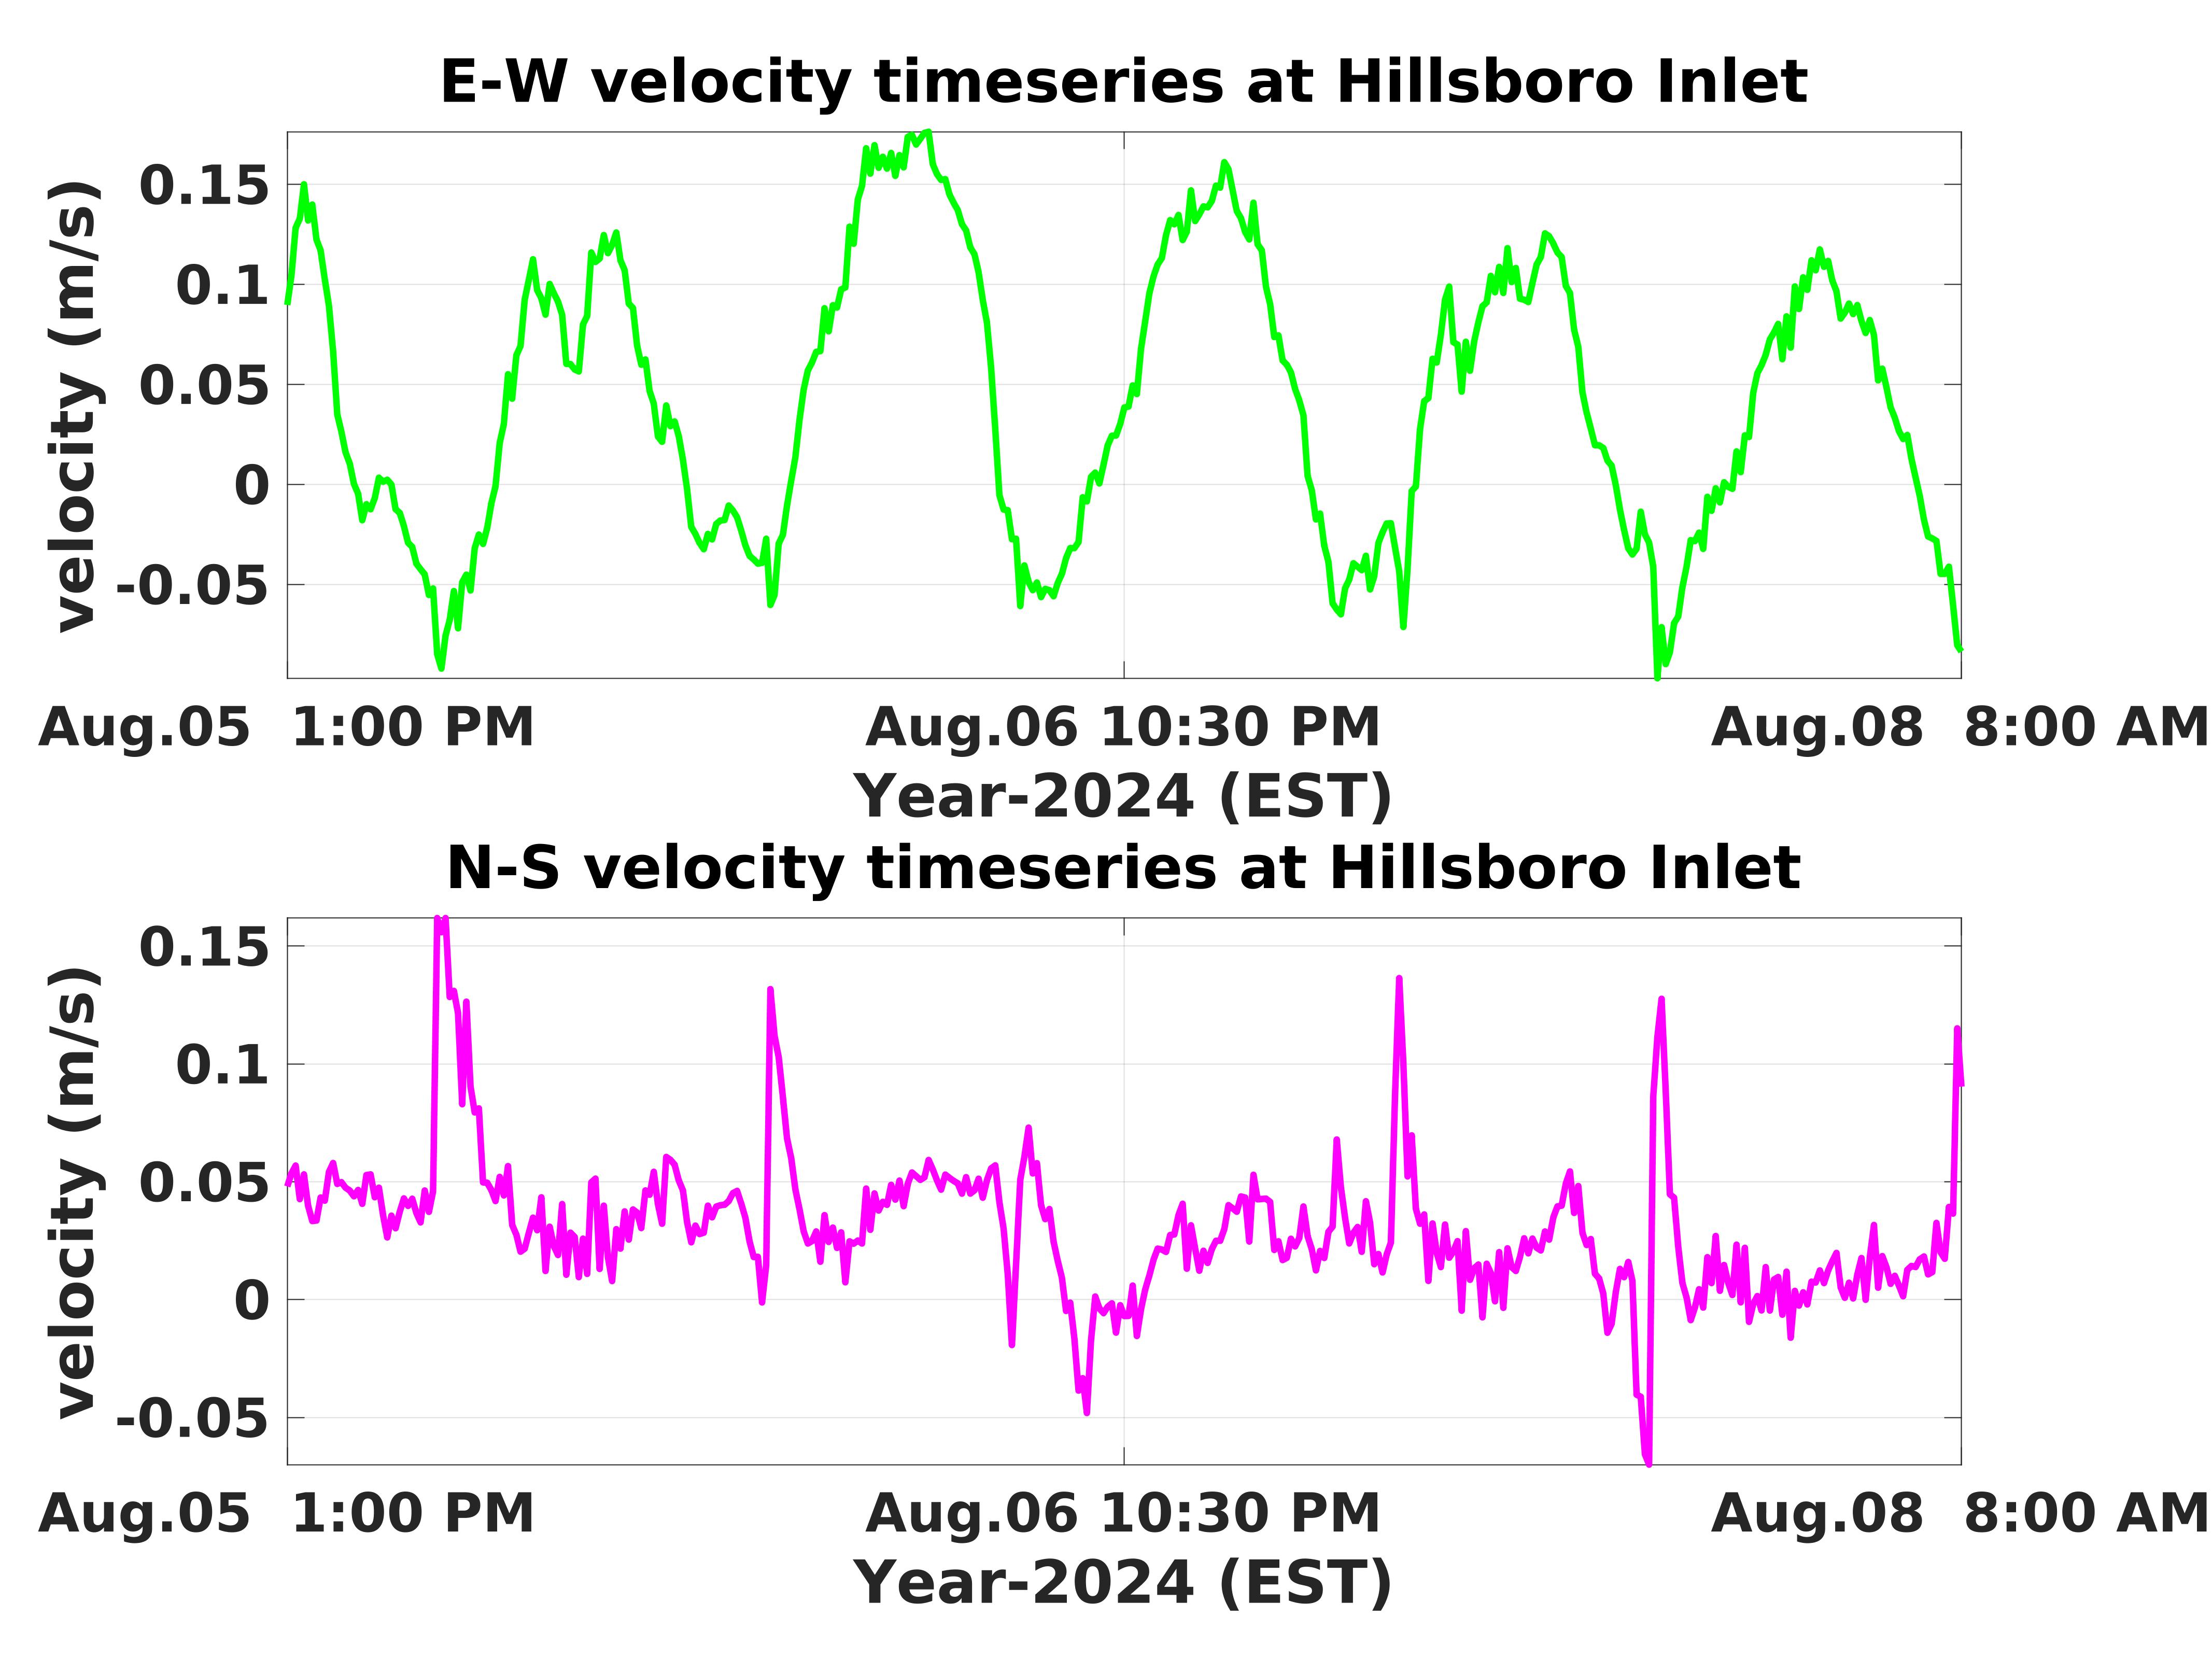 E-W velocity timeseries at Hillsboro Inlet
velocity (m/s)
0.15
0.1
0.05
0
-0.05
Aug.05  1:00 PM
Aug.06 10:30 PM
Aug.08  8:00 AM
Year-2024 (EST)
N-S velocity timeseries at Hillsboro Inlet
velocity (m/s)
0.15
0.1
0.05
0
-0.05
Aug.05  1:00 PM
Aug.06 10:30 PM
Aug.08  8:00 AM
Year-2024 (EST)